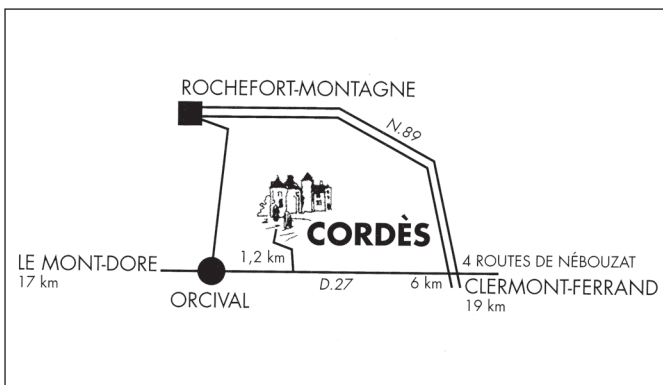 ROCHEFORT-MONTAGNE
N.89
CORDÈS
1,2 km
LE MONT-DORE
17 km
4 ROUTES DE NÉBOUZAT
D.27
6 km
CLERMONT-FERRAND
19 km
ORCIVAL